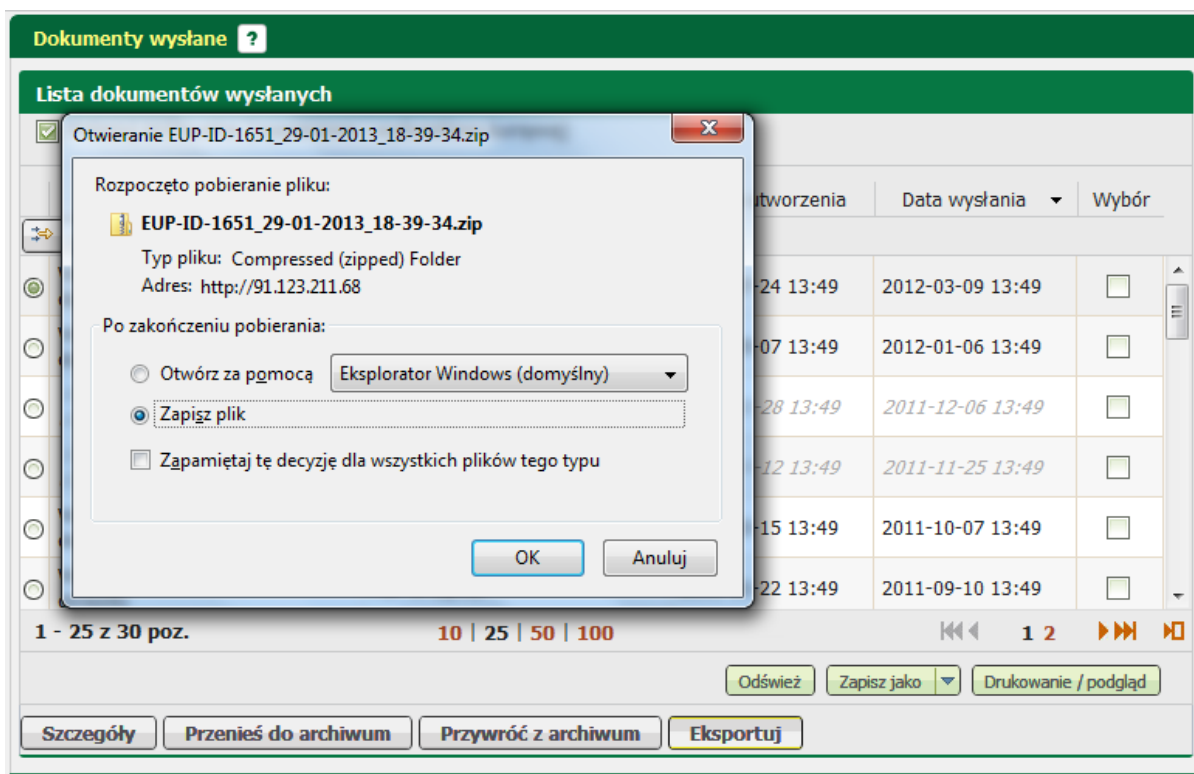 Dokumenty wysłane ?
Lista dokumentów wysłanych
Otwieranie EUP-ID-1651_29-01-2013_18-39-34.zip
x
Rozpoczęto pobieranie pliku:
EUP-ID-1651_29-01-2013_18-39-34.zip
Typ pliku: Compressed (zipped) Folder
Adres: http://91.123.211.68
Po zakończeniu pobierania:
Otwórz za pomocą Eksplorator Windows (domyślny)
Zapisz plik
Zapamiętaj tę decyzję dla wszystkich plików tego typu
OK Anuluj
utworzenia Data wysłania Wybór
-24 13:49 2012-03-09 13:49
-07 13:49 2012-01-06 13:49
-28 13:49 2011-12-06 13:49
-12 13:49 2011-11-25 13:49
-15 13:49 2011-10-07 13:49
-22 13:49 2011-09-10 13:49
1 - 25 z 30 poz. 10 | 25 | 50 | 100 1 2
Odśwież Zapisz jako Drukowanie / podgląd
Szczegóły Przenieś do archiwum Przywróć z archiwum Eksportuj